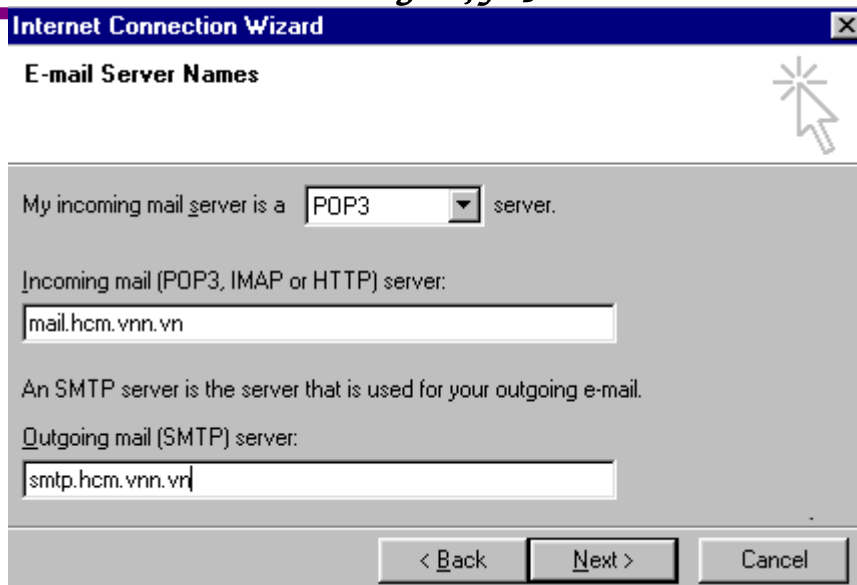 Internet Connection Wizard
E-mail Server Names
My incoming mail server is a POP3 server.
Incoming mail (POP3, IMAP or HTTP) server:
mail.hcm.vnn.vn
An SMTP server is the server that is used for your outgoing e-mail.
Outgoing mail (SMTP) server:
smtp.hcm.vnn.vn
< Back Next > Cancel